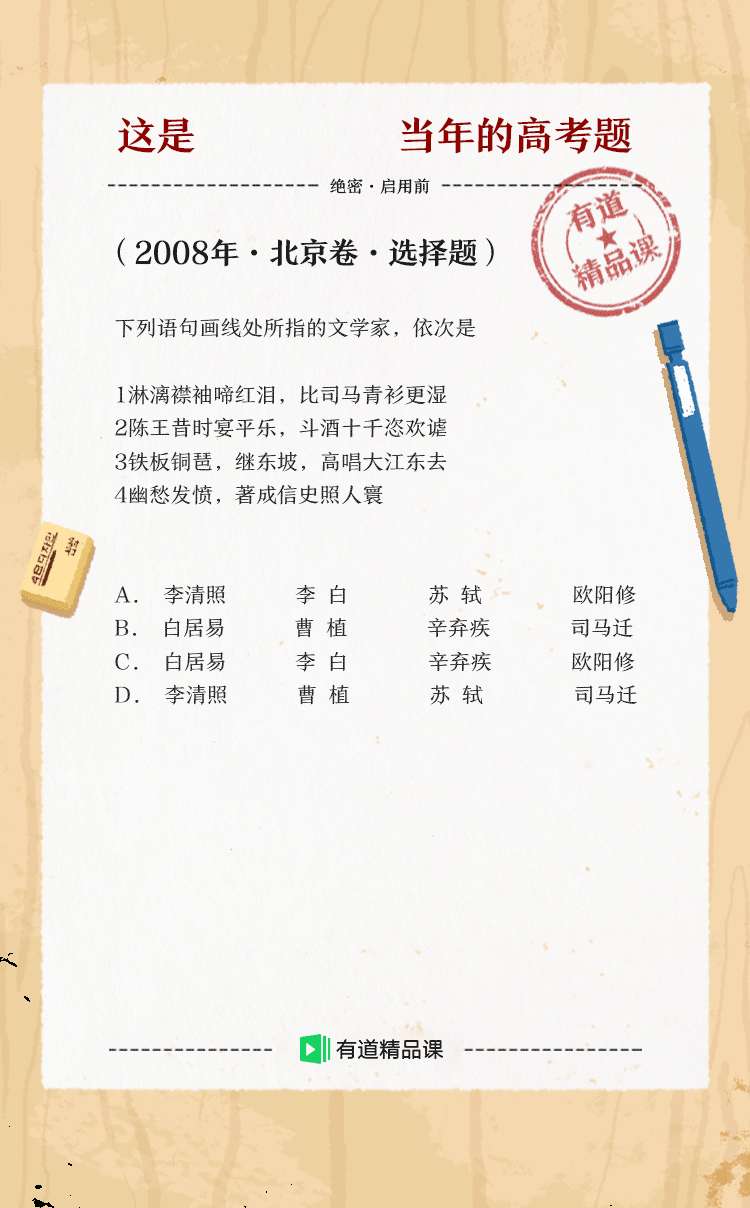 这是 当年的高考题
绝密·启用前
有道
精品课
（2008年·北京卷·选择题）
下列语句画线处所指的文学家，依次是
1淋漓襟袖啼红泪，比司马青衫更湿
2陈王昔时宴平乐，斗酒十千恣欢谑
3铁板铜琶，继东坡，高唱大江东去
4幽愁发愤，著成信史照人寰
A. 李清照 李 白 苏 轼 欧阳修
B. 白居易 曹 植 辛弃疾 司马迁
C. 白居易 李 白 辛弃疾 欧阳修
D. 李清照 曹 植 苏 轼 司马迁
有道精品课